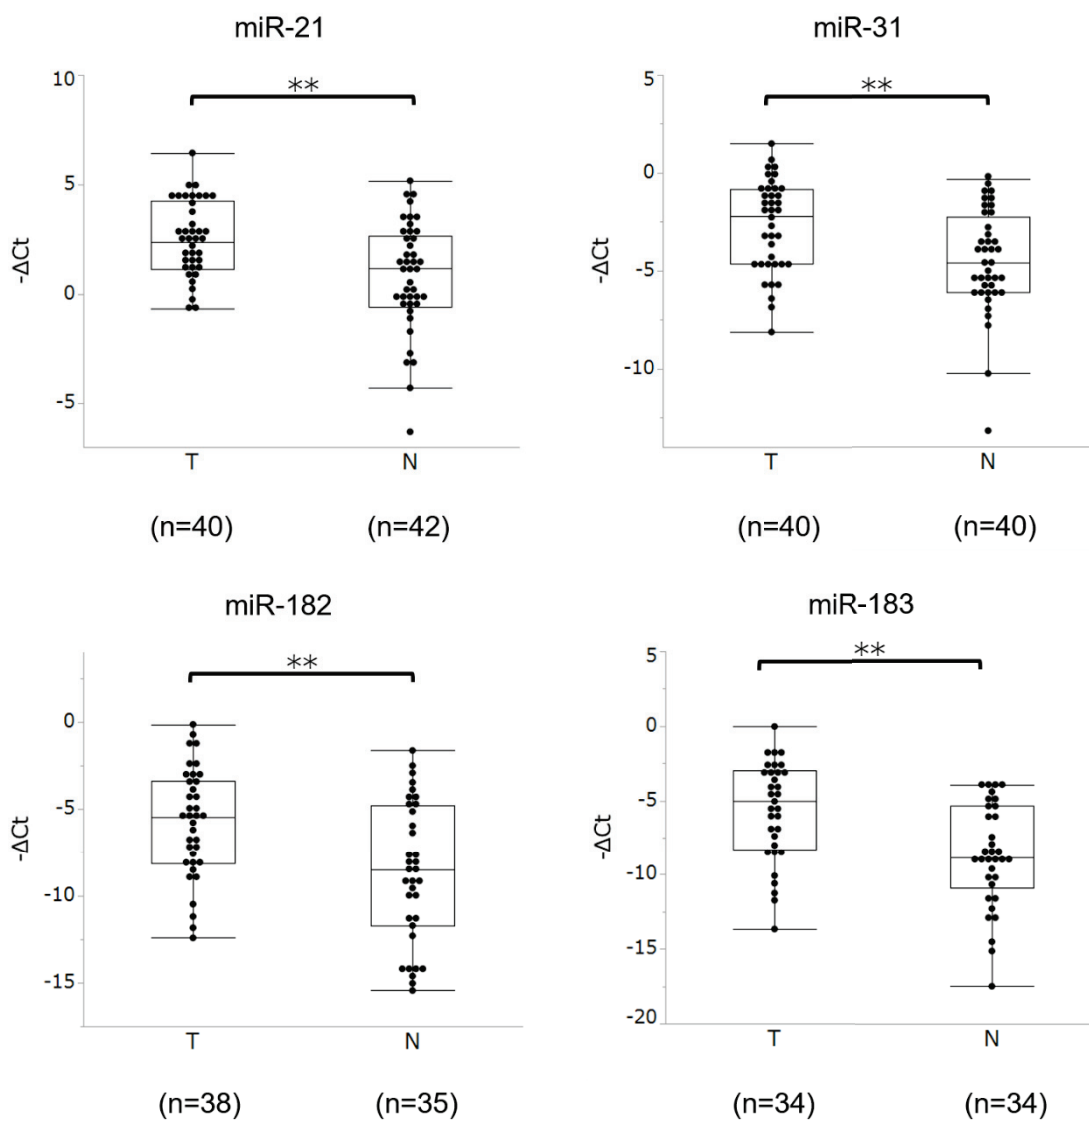 miR-21
10
5
0
-5
-ΔCt
**
T N
(n=40) (n=42)
miR-31
5
0
-5
-10
-ΔCt
**
T N
(n=40) (n=40)
miR-182
0
-5
-10
-15
-ΔCt
**
T N
(n=38) (n=35)
miR-183
5
0
-5
-10
-15
-20
-ΔCt
**
T N
(n=34) (n=34)